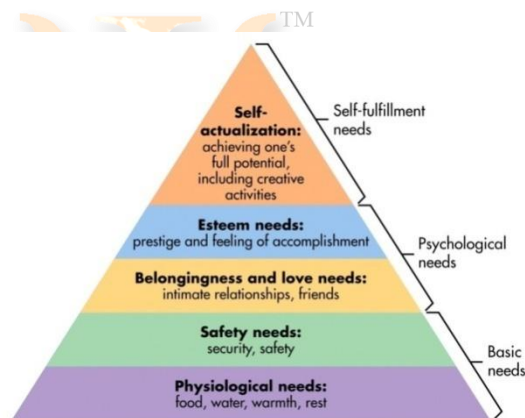 TM
Self-
actualization:
achieving one's
full potential,
including creative
activities
Self-fulfillment
needs
Esteem needs:
prestige and feeling of accomplishment
Psychological
needs
Belongingness and love needs:
intimate relationships, friends
Safety needs:
security, safety
Basic
needs
Physiological needs:
food, water, warmth, rest